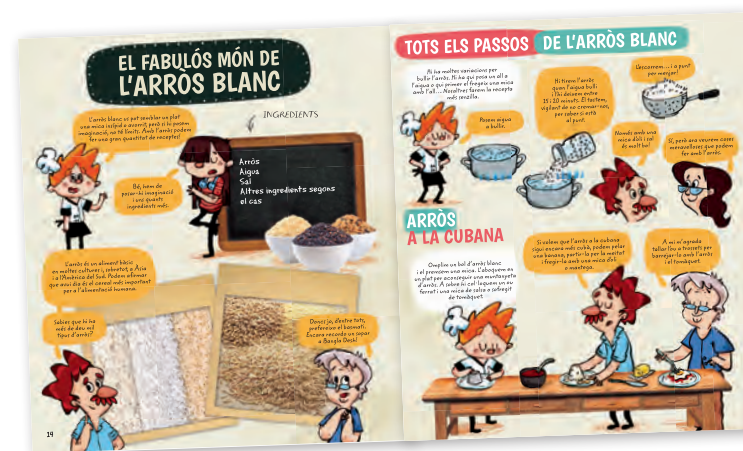 EL FABULÓS MÓN DE
L'ARRÒS BLANC
L'arròs blanc us pot semblar un plat
una mica insípid o avorrit, però si hi posem
imaginació, no té límits. Amb l'arròs podem
fer una gran quantitat de receptes!
Bé, hem de
posar-hi imaginació
i uns quants
ingredients més.
INGREDIENTS
Arròs
Aigua
Sal
Altres ingredients segons
el cas
L'arròs és un aliment bàsic
en moltes cultures i, sobretot, a Àsia
i a l'Amèrica del Sud. Podem afirmar
que avui dia és el cereal més important
per a l'alimentació humana.
Sabies que hi ha
més de deu mil
tipus d'arròs?
Doncs jo, d'entre tots,
prefereixo el basmati.
Encara recordo un sopar
a Bangla Desh!
19
TOTS ELS PASSOS DE L'ARRÒS BLANC
Hi ha moltes variacions per
bullir l'arròs. Hi ha qui posa un all a
l'aigua o qui primer el fregeix una mica
amb l'all... Nosaltres farem la recepta
més senzilla.
Posem aigua
a bullir.
Hi tirem l'arròs
quan l'aigua bulli
i l'hi deixem entre
15 i 20 minuts. El tastem,
vigilant de no cremar-nos,
per saber si està
al punt.
L'escorrem... i a punt
per menjar!
Només amb una
mica d'oli i sal
és molt bo!
Sí, però ara veurem coses
meravelloses que podem
fer amb l'arròs.
ARRÒS
A LA CUBANA
Omplim un bol d'arròs blanc
i el premsem una mica. L'aboquem en
un plat per aconseguir una muntanyeta
d'arròs. A sobre hi col·loquem un ou
ferrat i una mica de salsa o sofregit
de tomàquet.
Si volem que l'arròs a la cubana
sigui encara més cubà, podem pelar
una banana, partir-la per la meitat
i fregir-la amb una mica d'oli
o mantega.
A mi m'agrada
tallar l'ou a trossets per
barrejar-lo amb l'arròs
i el tomàquet.